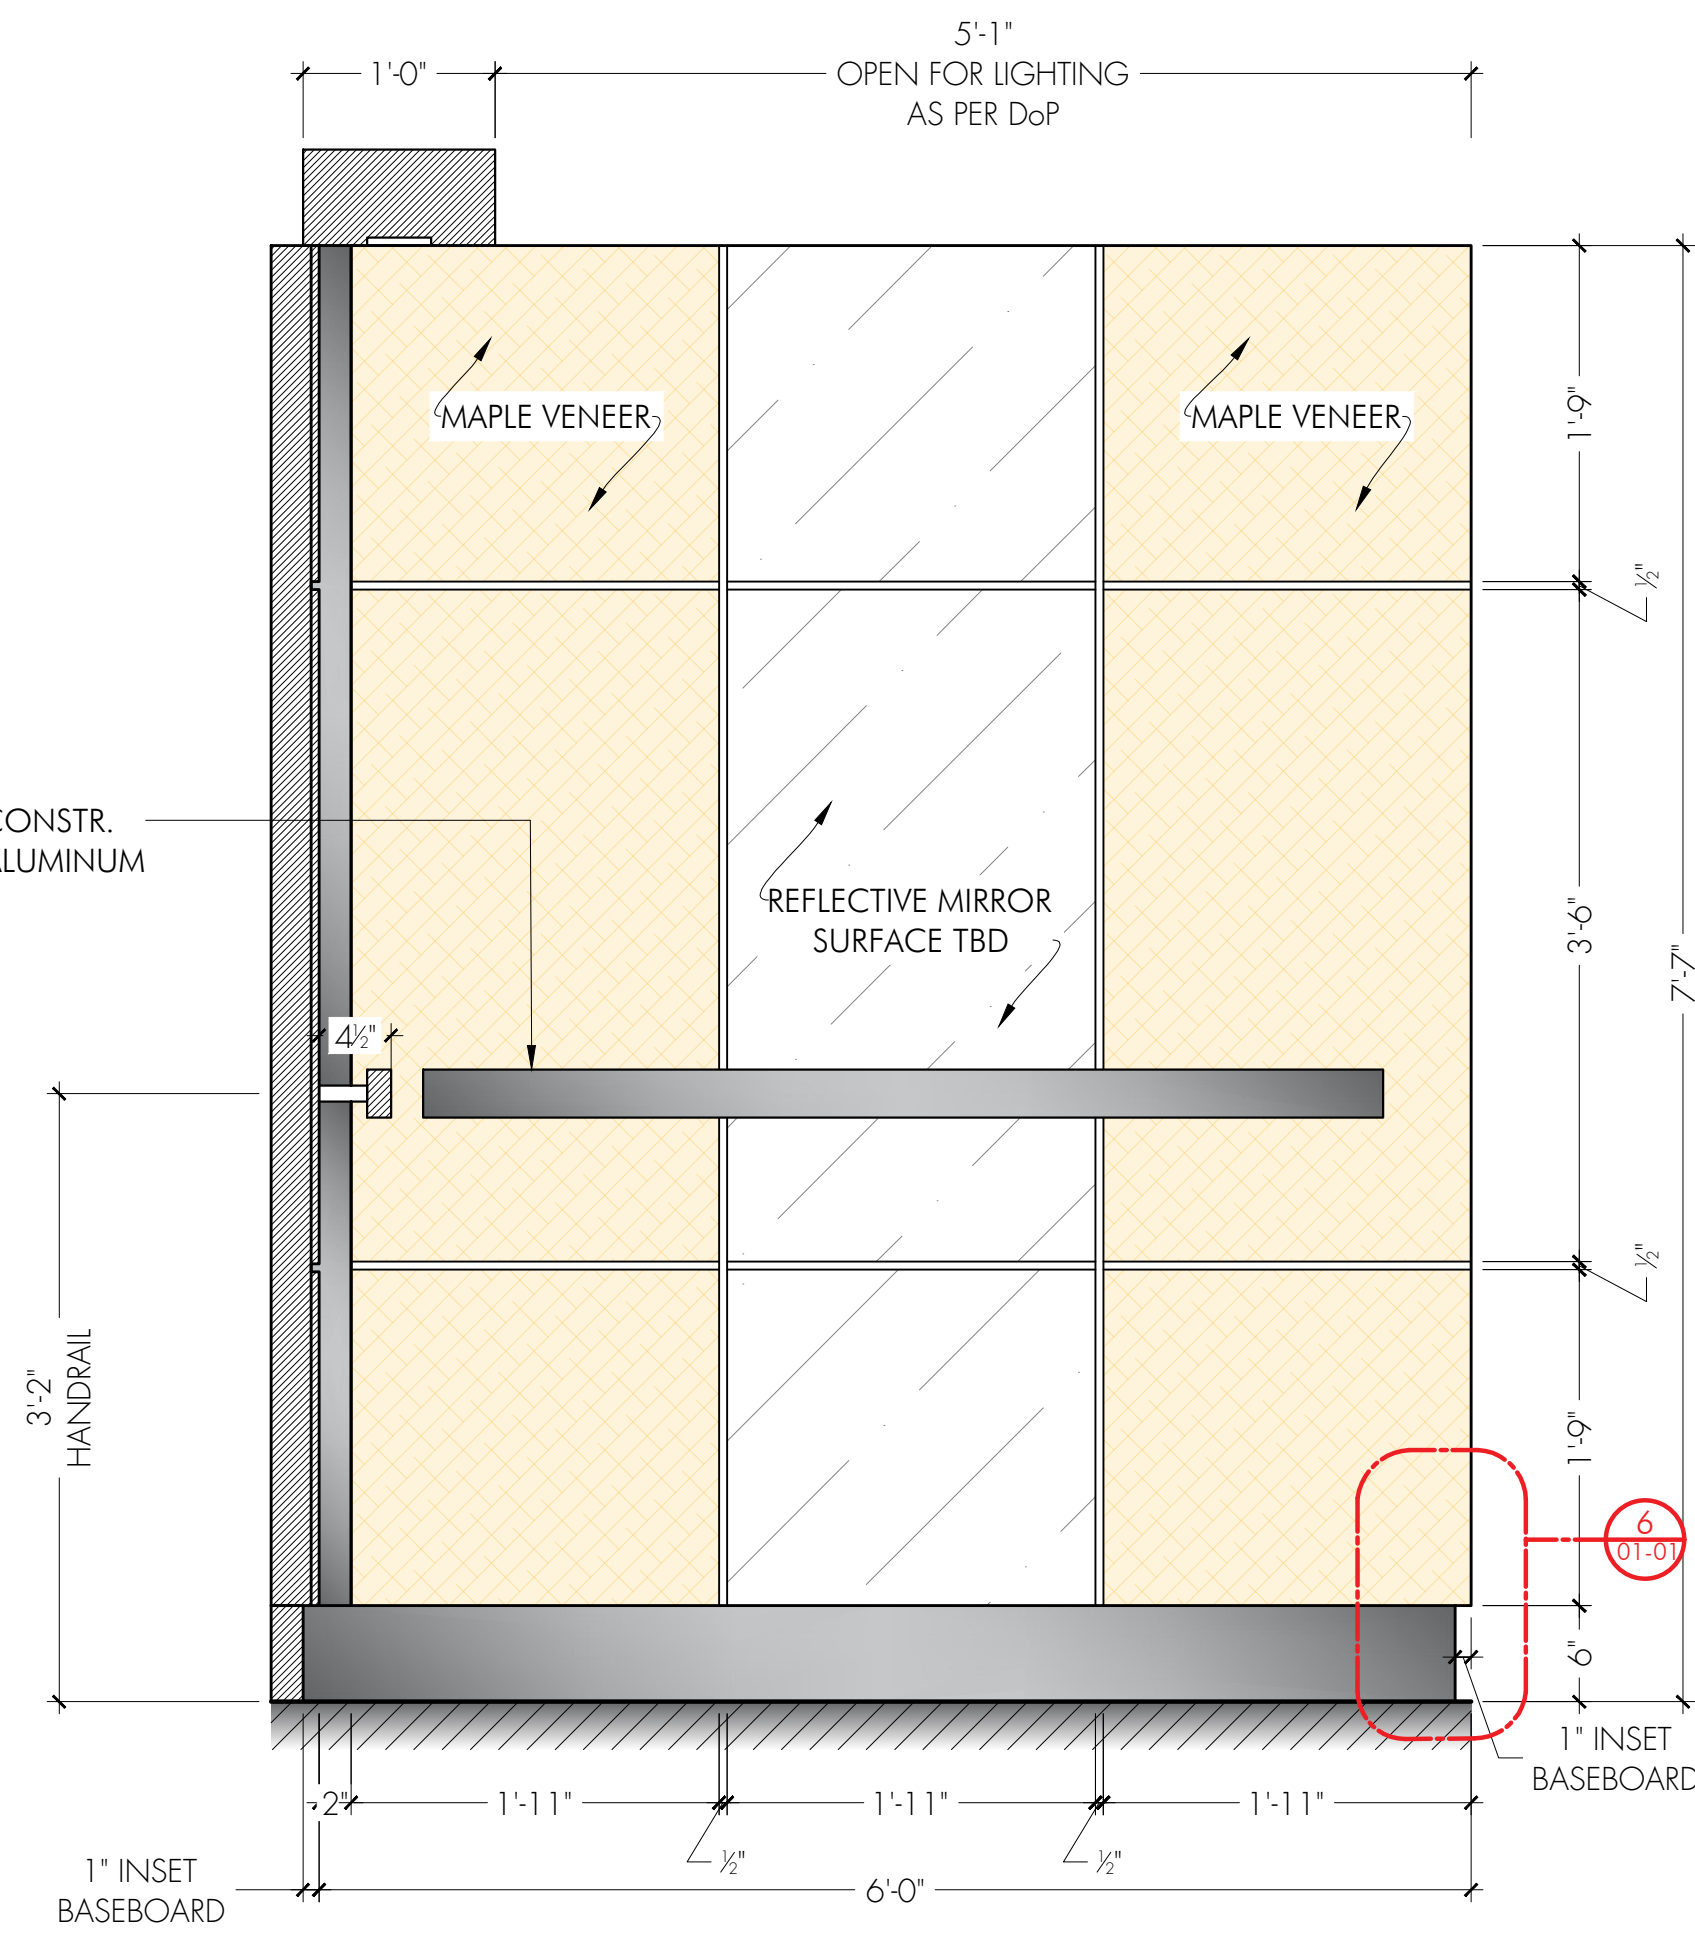 5'-1"
1'-0"
OPEN FOR LIGHTING
AS PER DoP
MAPLE VENEER
MAPLE VENEER
1'-9"
½"
CONSTR.
ALUMINUM
REFLECTIVE MIRROR
SURFACE TBD
3'-6"
7'-7"
4½"
½"
3'-2"
HANDRAIL
1'-9"
6
01-01
6"
1" INSET
BASEBOARD
2"
1'-11"
1'-11"
1'-11"
½"
½"
1" INSET
BASEBOARD
6'-0"